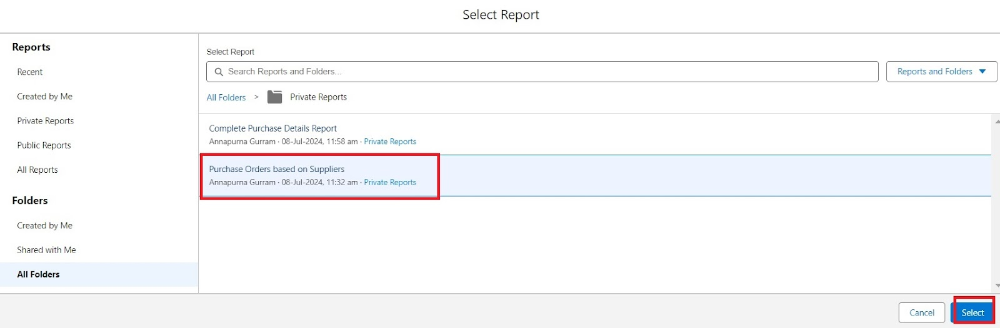 Select Report
Reports
Recent
Created by Me
Private Reports
Public Reports
All Reports
Folders
Created by Me
Shared with Me
All Folders
Select Report
Search Reports and Folders...
Reports and Folders
All Folders > Private Reports
Complete Purchase Details Report
Annapurna Gurram · 08-Jul-2024, 11:58 am · Private Reports
Purchase Orders based on Suppliers
Annapurna Gurram · 08-Jul-2024, 11:32 am · Private Reports
Cancel
Select